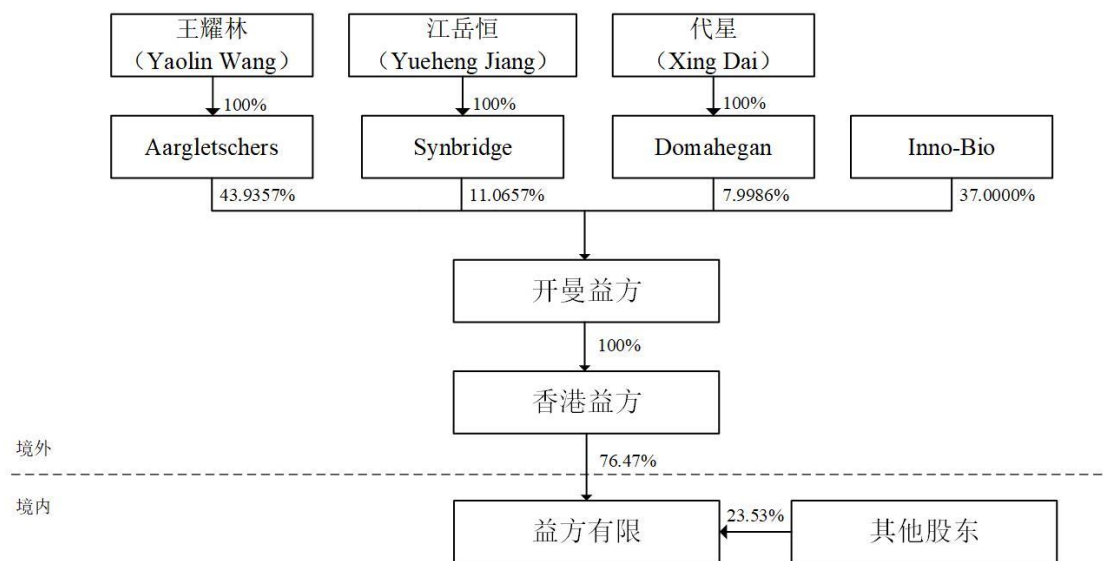 王耀林
（Yaolin Wang）
江岳恒
（Yueheng Jiang）
代星
（Xing Dai）
100%
100%
100%
Aargletschers
Synbridge
Domahegan
Inno-Bio
43.9357%
11.0657%
7.9986%
37.0000%
开曼益方
100%
香港益方
境外
76.47%
境内
益方有限
23.53%
其他股东